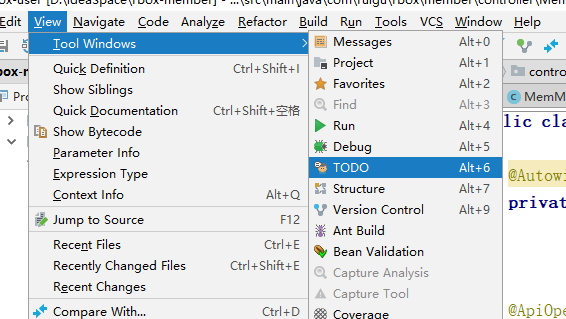 box-user [D:\IdeaSpace\rbox-member] - ...\src\main\java\com\ruigu\rbox\member\controller\Mem
Edit View Navigate Code Analyze Refactor Build Run Tools VCS Window
Tool Windows
Quick Definition Ctrl+Shift+I
Show Siblings
Quick Documentation Ctrl+Shift+空格
Show Bytecode
Parameter Info
Expression Type
Context Info Alt+Q
Jump to Source F12
Recent Files Ctrl+E
Recently Changed Files Ctrl+Shift+E
Recent Changes
Compare With... Ctrl+D
Messages Alt+0
Project Alt+1
Favorites Alt+2
Find Alt+3
Run Alt+4
Debug Alt+5
TODO Alt+6
Structure Alt+7
Version Control Alt+9
Ant Build
Bean Validation
Capture Analysis
Capture Tool
Coverage
box-m
Pro
contro
MemM
lic cla
@Autowi
privat
@ApiOpe